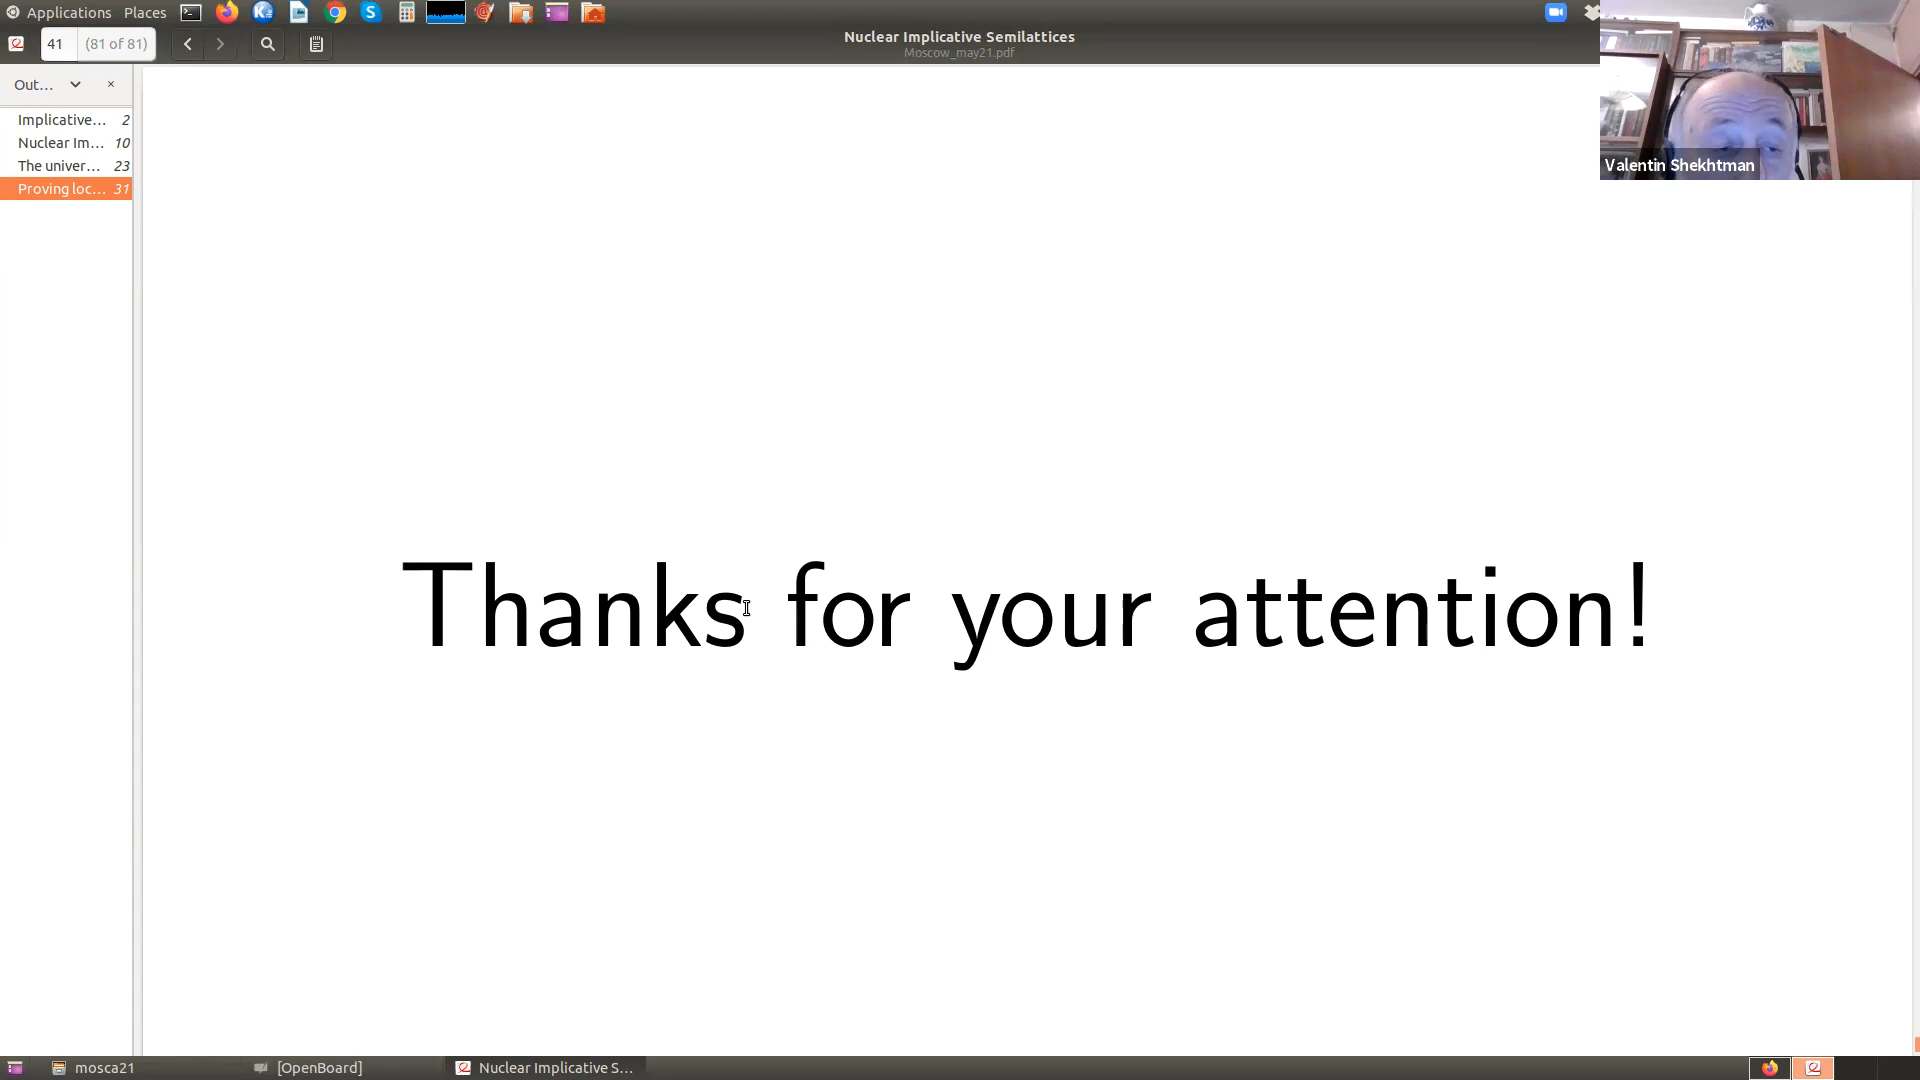 Applications Places
41 (81 of 81)
Nuclear Implicative Semilattices
Moscow_may21.pdf
Out...
Implicative... 2
Nuclear Im... 10
The univer... 23
Proving loc... 31
Valentin Shekhtman
Thanks for your attention!
mosca21 [OpenBoard] Nuclear Implicative S...